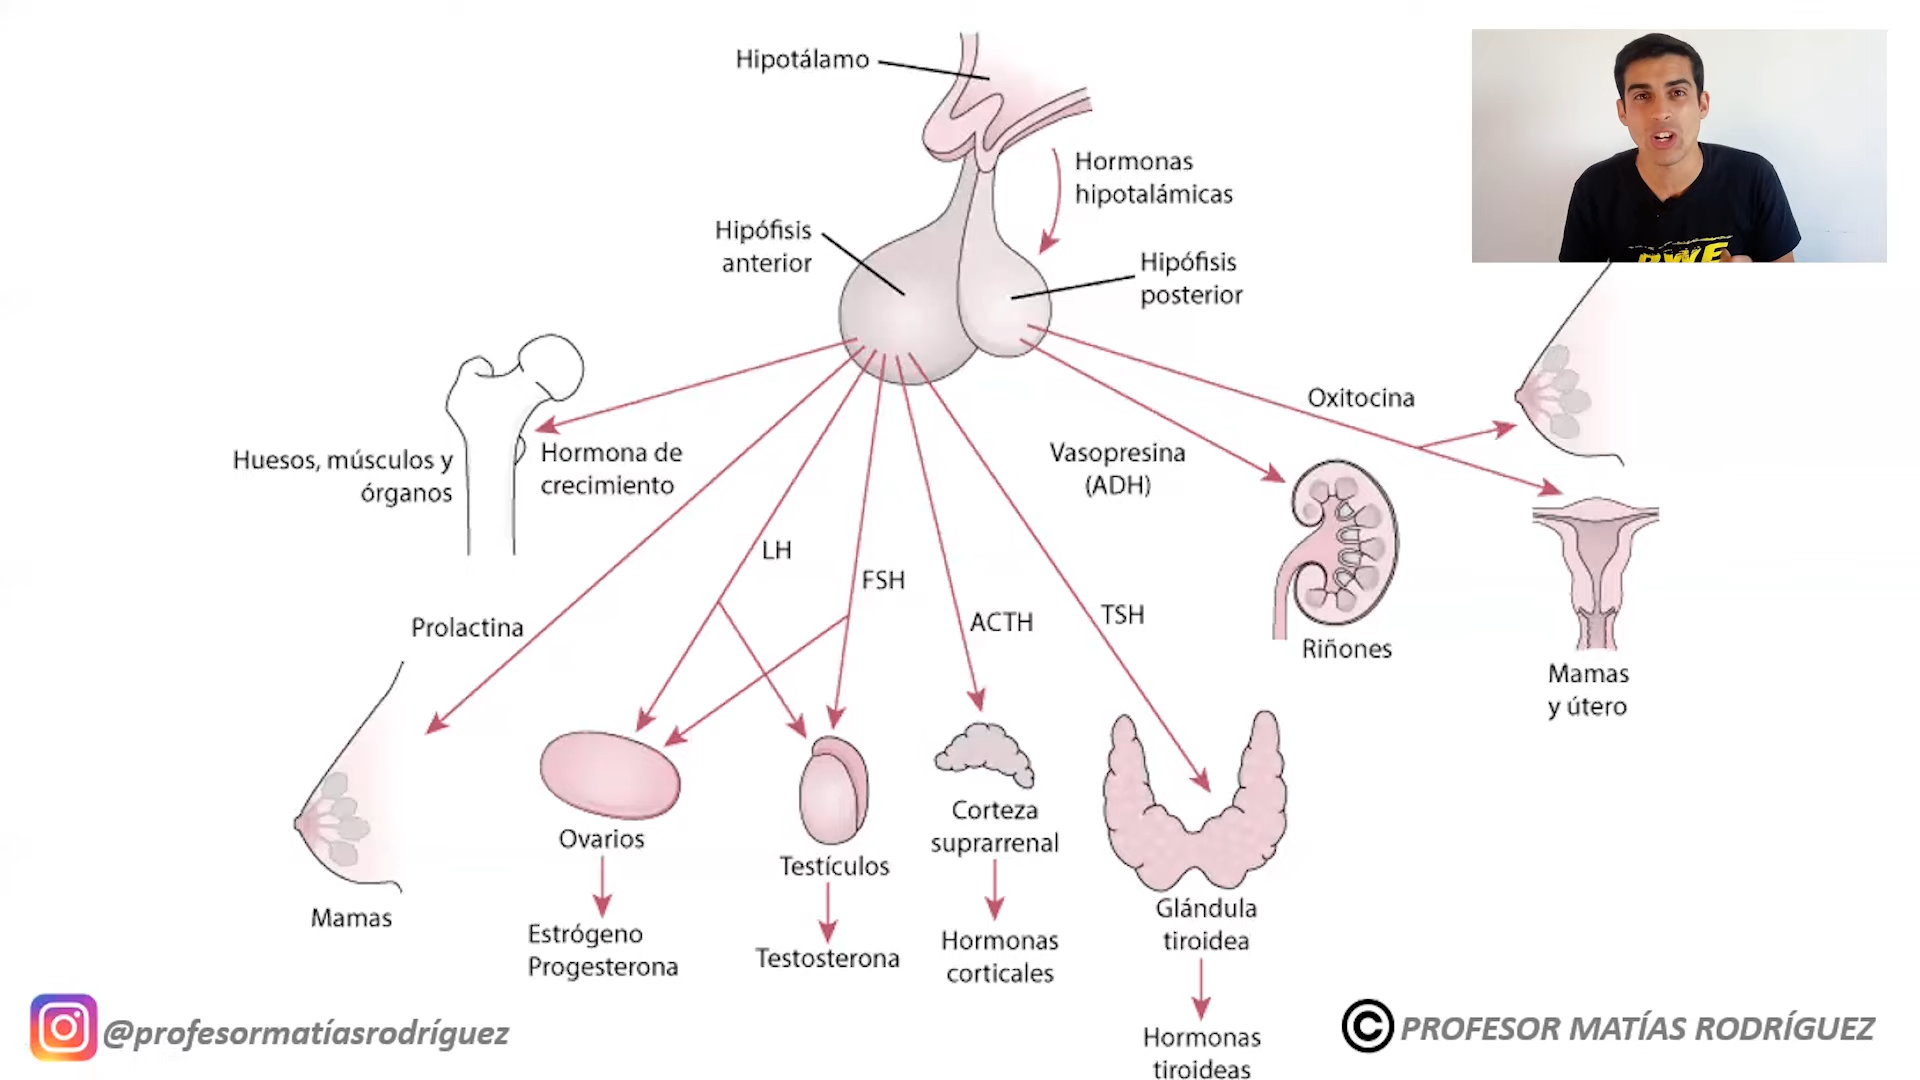 Hipotálamo
Hormonas
hipotalámicas
Hipófisis
anterior
Hipófisis
posterior
Oxitocina
Vasopresina
(ADH)
Huesos, músculos y
órganos
Hormona de
crecimiento
LH
FSH
ACTH
TSH
Prolactina
Riñones
Mamas
y útero
Corteza
suprarrenal
Ovarios
Testículos
Mamas
Glándula
tiroidea
Estrógeno
Progesterona
Testosterona
Hormonas
corticales
Hormonas
tiroideas
@profesormatíasrodríguez
© PROFESOR MATÍAS RODRÍGUEZ